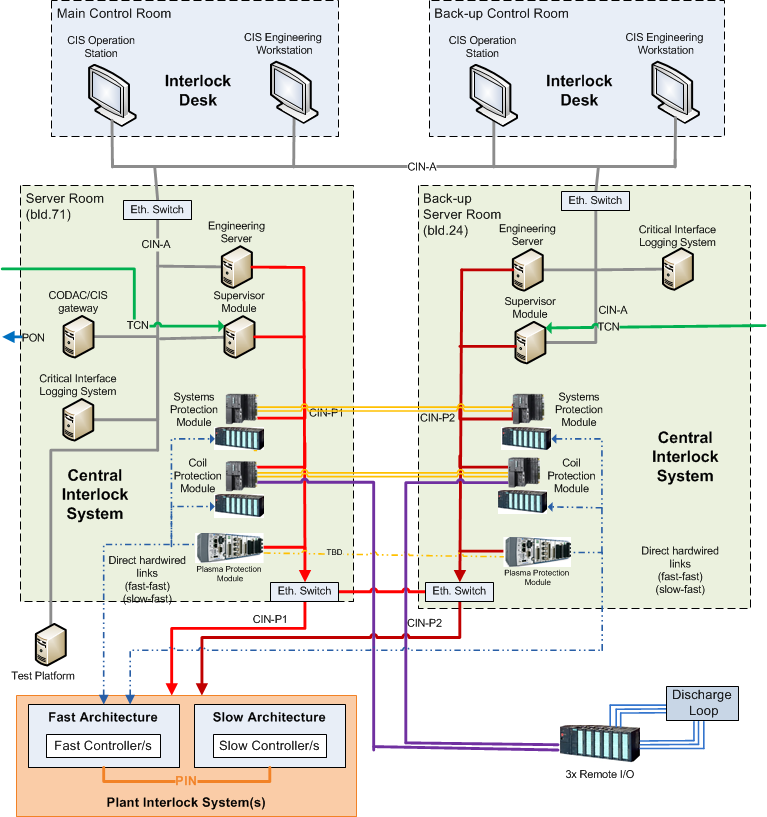 Main Control Room
CIS Operation
Station
CIS Engineering
Workstation
Interlock
Desk
Back-up Control Room
CIS Operation
Station
CIS Engineering
Workstation
Interlock
Desk
CIN-A
Server Room
(bld.71)
Eth. Switch
CIN-A
Engineering
Server
CODAC/CIS
gateway
Supervisor
Module
TCN
PON
Critical Interface
Logging System
Systems
Protection
Module
CIN-P1
Coil
Protection
Module
Central
Interlock
System
Plasma Protection
Module
TBD
Direct hardwired
links
(fast-fast)
(slow-fast)
Eth. Switch
Back-up
Server Room
(bld.24)
Eth. Switch
Engineering
Server
Critical Interface
Logging System
Supervisor
Module
CIN-A
TCN
CIN-P2
Systems
Protection
Module
Coil
Protection
Module
Central
Interlock
System
Plasma Protection
Module
Direct hardwired
links
(fast-fast)
(slow-fast)
Eth. Switch
CIN-P1
CIN-P2
Test Platform
Fast Architecture
Fast Controller/s
Slow Architecture
Slow Controller/s
PIN
Plant Interlock System(s)
Discharge
Loop
3x Remote I/O